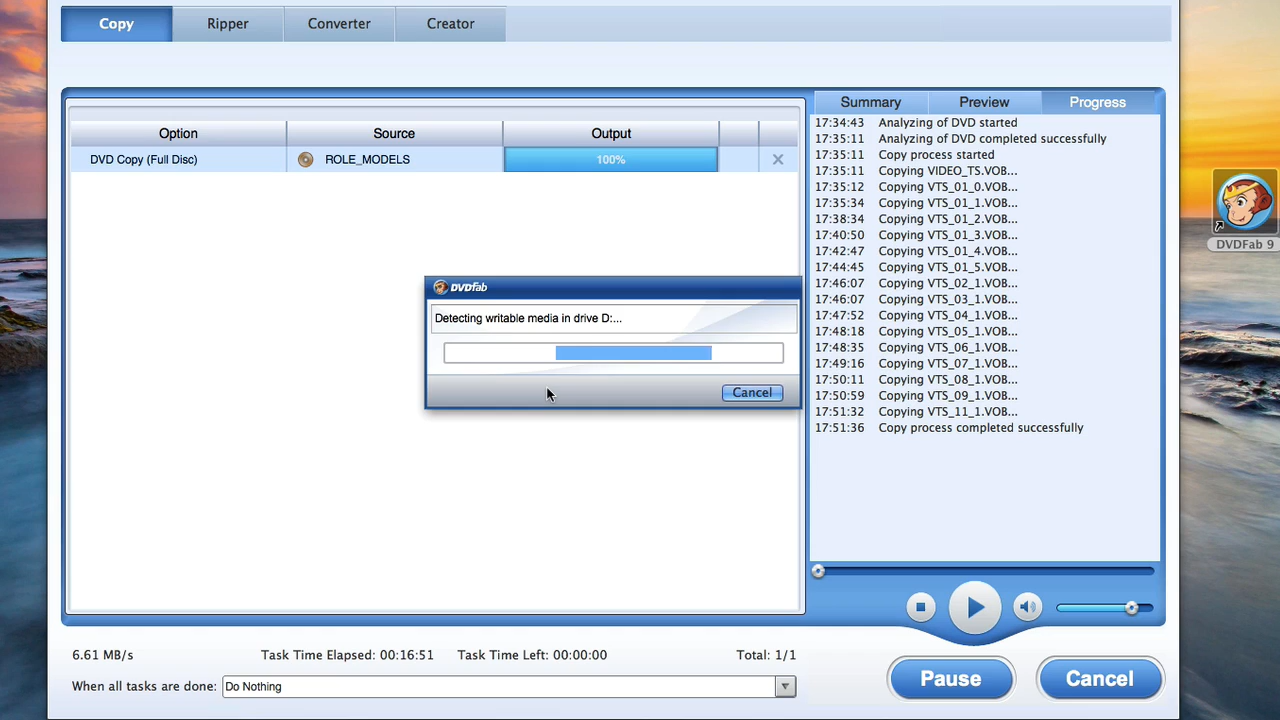 Copy Ripper Converter Creator
Summary Preview Progress
Option Source Output
DVD Copy (Full Disc) ROLE_MODELS 100%
17:34:43 Analyzing of DVD started
17:35:11 Analyzing of DVD completed successfully
17:35:11 Copy process started
17:35:11 Copying VIDEO_TS.VOB...
17:35:12 Copying VTS_01_0.VOB...
17:35:34 Copying VTS_01_1.VOB...
17:38:34 Copying VTS_01_2.VOB...
17:40:50 Copying VTS_01_3.VOB...
17:42:47 Copying VTS_01_4.VOB...
17:44:45 Copying VTS_01_5.VOB...
17:46:07 Copying VTS_02_1.VOB...
17:46:07 Copying VTS_03_1.VOB...
17:47:52 Copying VTS_04_1.VOB...
17:48:18 Copying VTS_05_1.VOB...
17:48:35 Copying VTS_06_1.VOB...
17:49:16 Copying VTS_07_1.VOB...
17:50:11 Copying VTS_08_1.VOB...
17:50:59 Copying VTS_09_1.VOB...
17:51:32 Copying VTS_11_1.VOB...
17:51:36 Copy process completed successfully
DVDFab 9
DVDfab
Detecting writable media in drive D:...
Cancel
6.61 MB/s Task Time Elapsed: 00:16:51 Task Time Left: 00:00:00 Total: 1/1
When all tasks are done: Do Nothing
Pause Cancel